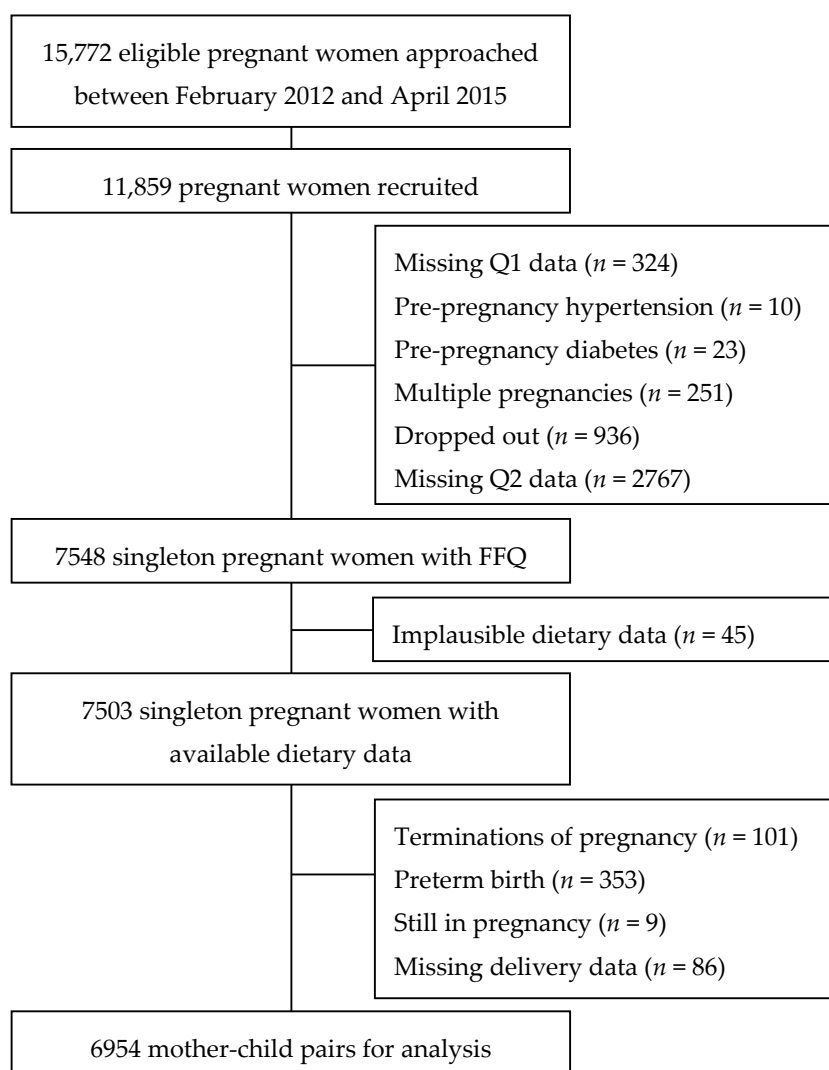 15,772 eligible pregnant women approached
between February 2012 and April 2015
11,859 pregnant women recruited
Missing Q1 data (n = 324)
Pre-pregnancy hypertension (n = 10)
Pre-pregnancy diabetes (n = 23)
Multiple pregnancies (n = 251)
Dropped out (n = 936)
Missing Q2 data (n = 2767)
7548 singleton pregnant women with FFQ
Implausible dietary data (n = 45)
7503 singleton pregnant women with
available dietary data
Terminations of pregnancy (n = 101)
Preterm birth (n = 353)
Still in pregnancy (n = 9)
Missing delivery data (n = 86)
6954 mother-child pairs for analysis